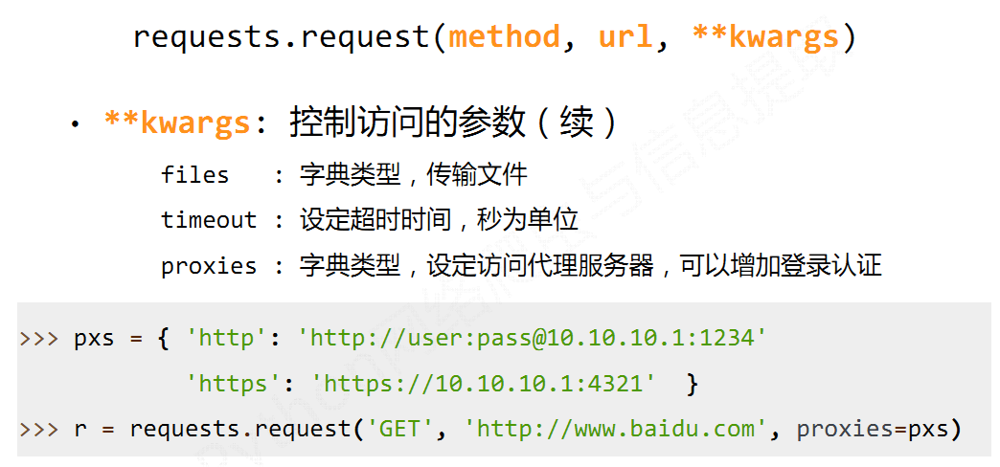 requests.request(method, url, **kwargs)
• **kwargs: 控制访问的参数（续）
files : 字典类型，传输文件
timeout : 设定超时时间，秒为单位
proxies : 字典类型，设定访问代理服务器，可以增加登录认证
>>> pxs = { 'http': 'http://user:pass@10.10.10.1:1234'
'https': 'https://10.10.10.1:4321' }
>>> r = requests.request('GET', 'http://www.baidu.com', proxies=pxs)